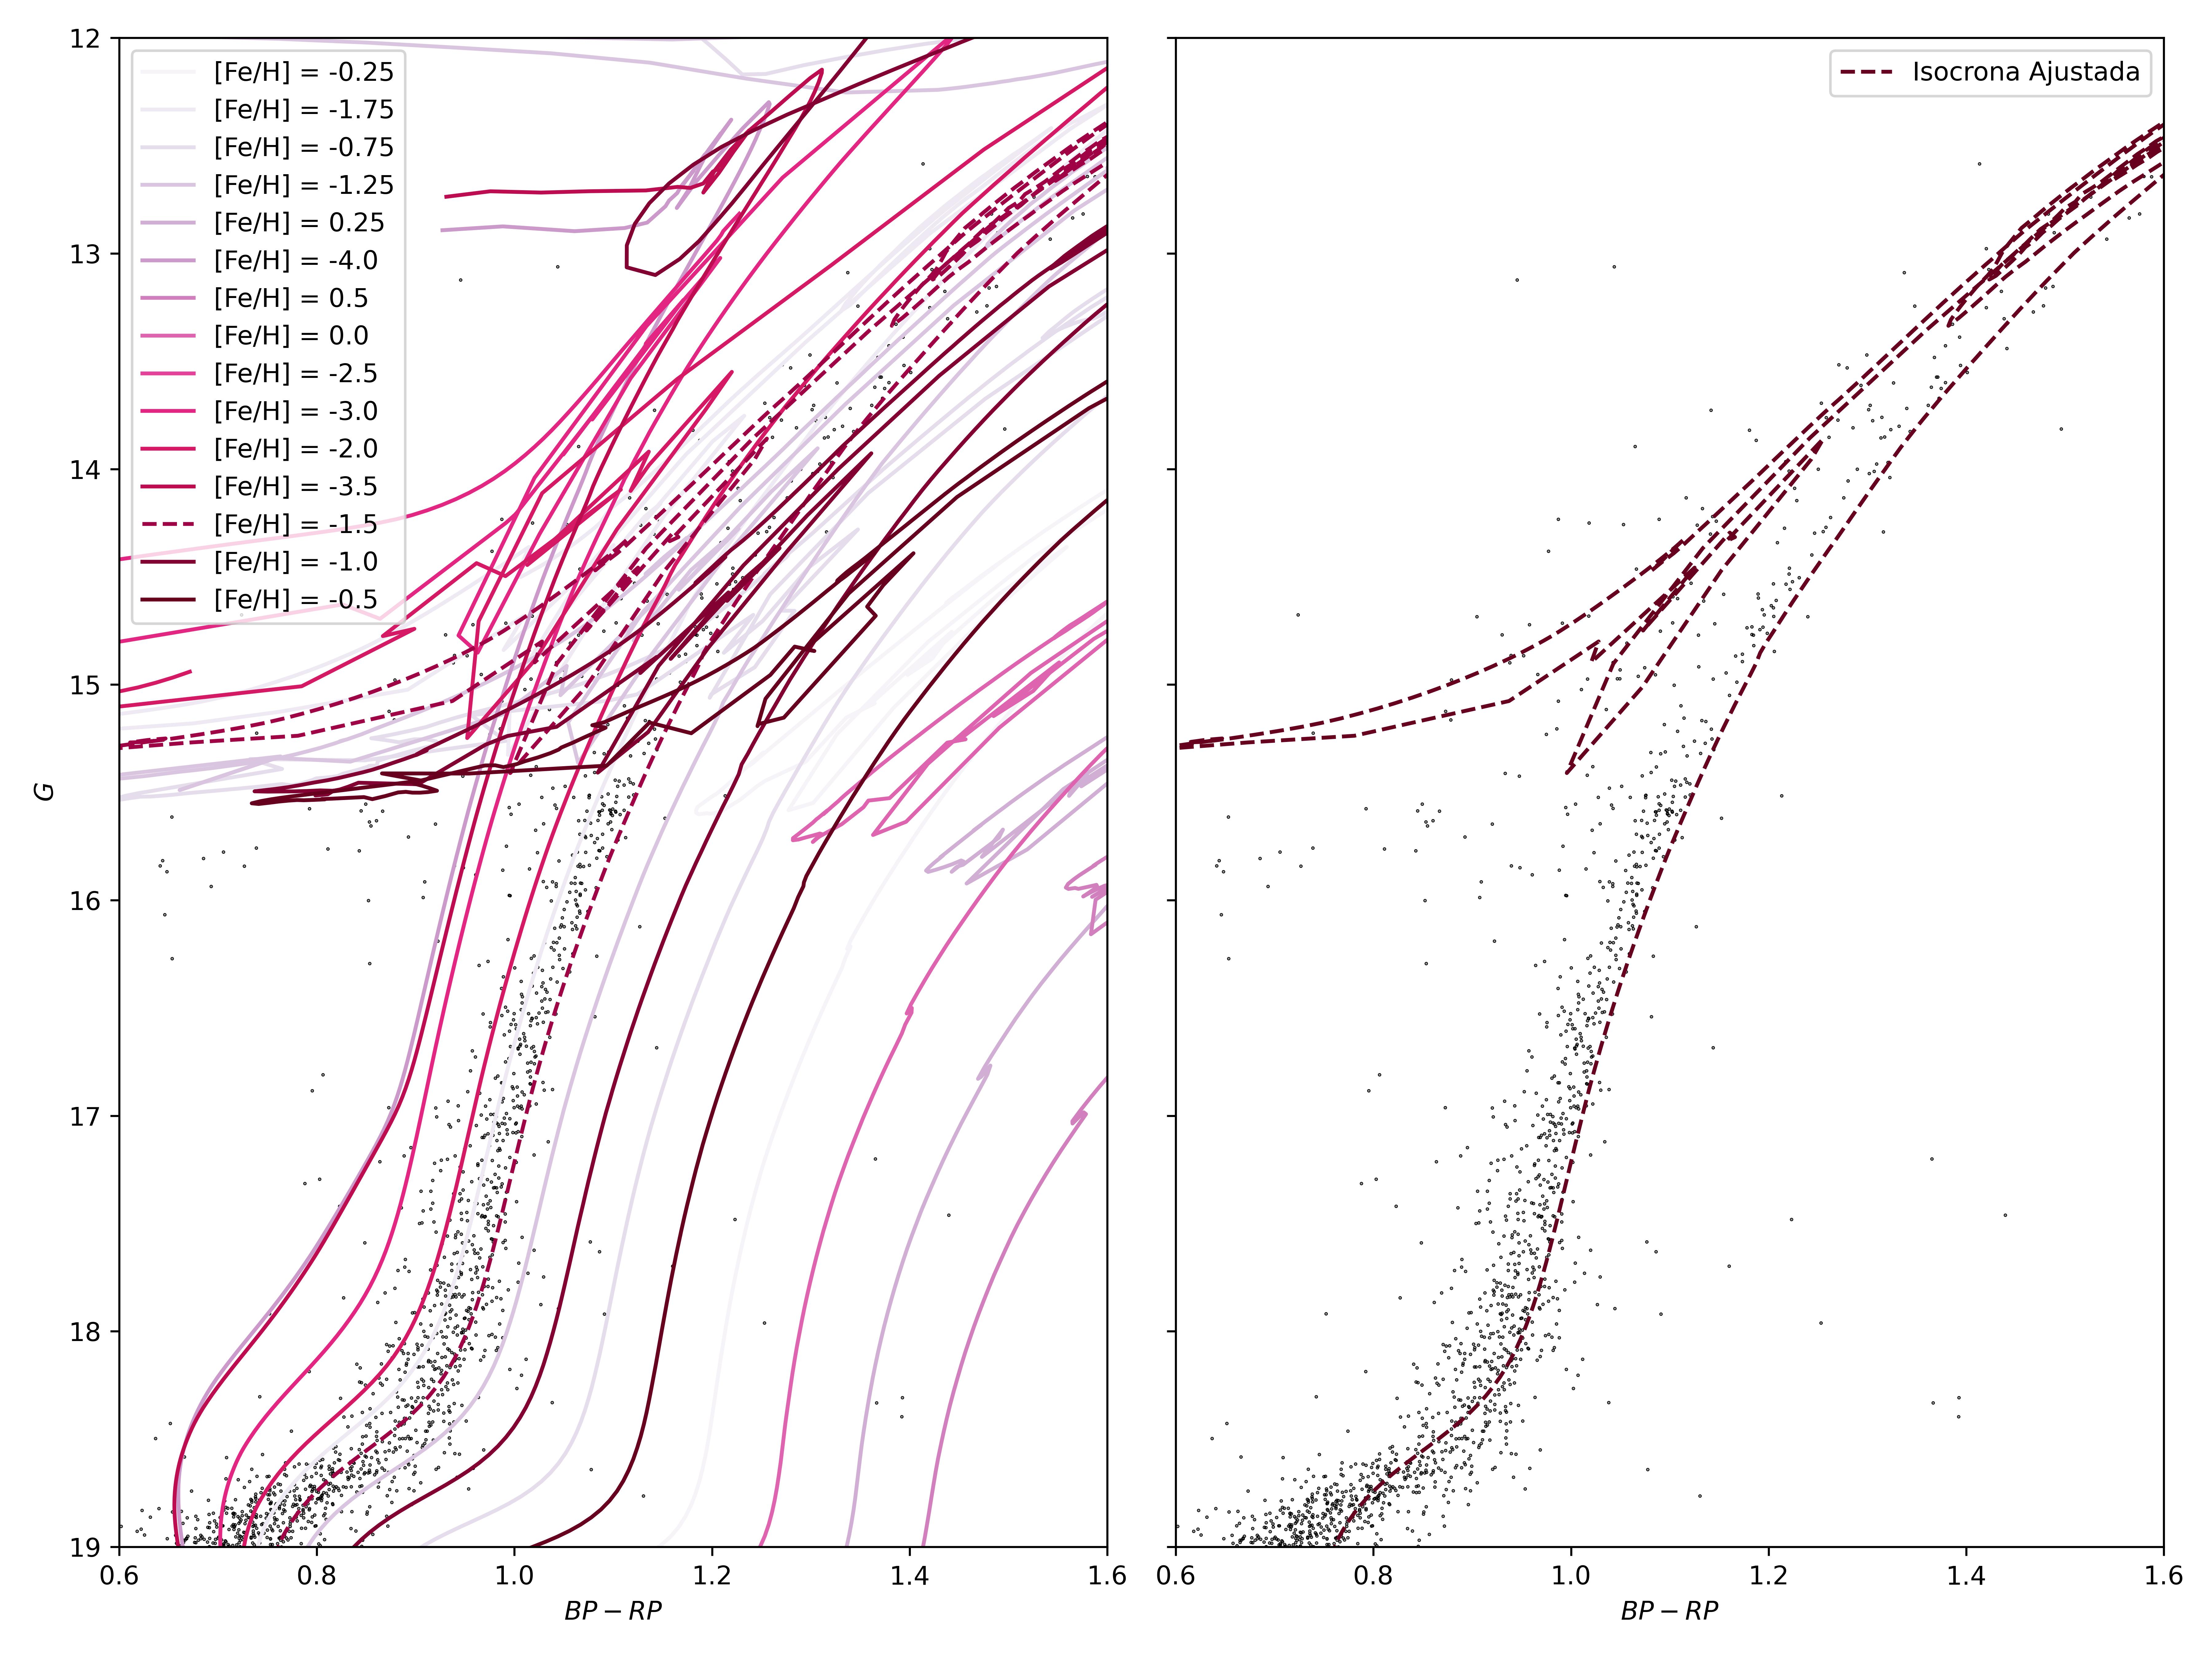 12
13
14
15
16
17
18
19
G
[Fe/H] = -0.25
[Fe/H] = -1.75
[Fe/H] = -0.75
[Fe/H] = -1.25
[Fe/H] = 0.25
[Fe/H] = -4.0
[Fe/H] = 0.5
[Fe/H] = 0.0
[Fe/H] = -2.5
[Fe/H] = -3.0
[Fe/H] = -2.0
[Fe/H] = -3.5
[Fe/H] = -1.5
[Fe/H] = -1.0
[Fe/H] = -0.5
0.6 0.8 1.0 1.2 1.4 1.6
BP − RP
Isocrona Ajustada
0.6 0.8 1.0 1.2 1.4 1.6
BP − RP